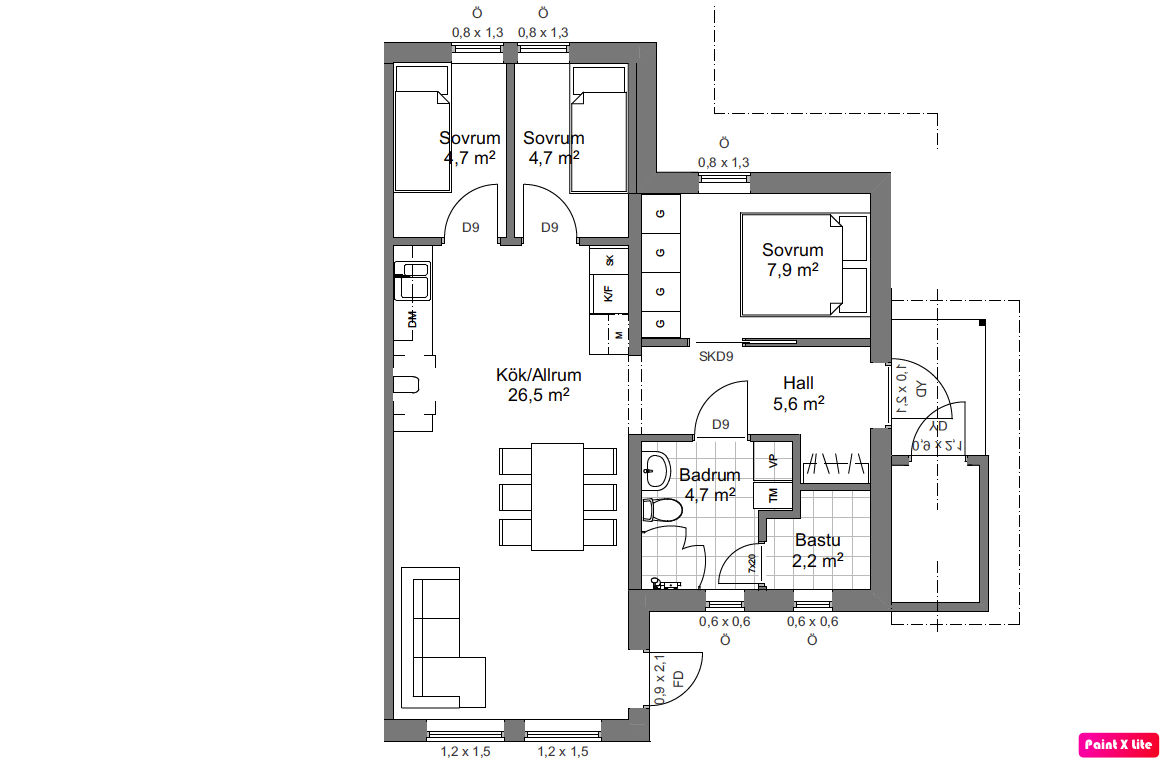 Ö
Ö
0,8 x 1,3
0,8 x 1,3
Sovrum
4,7 m²
Sovrum
4,7 m²
Ö
0,8 x 1,3
D9
D9
G
G
G
G
Sovrum
7,9 m²
SK
K/F
M
DM
SKD9
Kök/Allrum
26,5 m²
Hall
5,6 m²
1,0 x 2,1
YD
YD
0,9 x 2,1
D9
Badrum
4,7 m²
VP
TM
Bastu
2,2 m²
7x20
0,6 x 0,6
Ö
0,6 x 0,6
Ö
0,9 x 2,1
FD
1,2 x 1,5
1,2 x 1,5
Paint X Lite